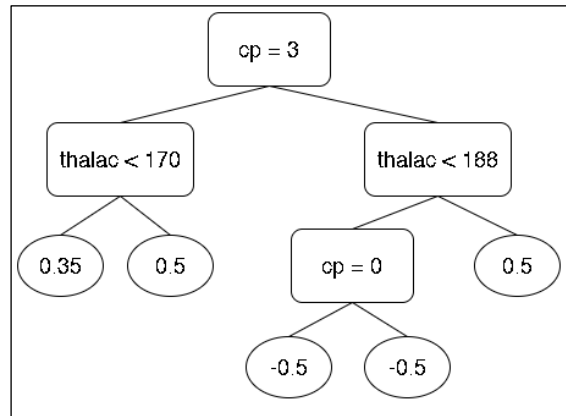 cp = 3
thalac < 170
thalac < 188
0.35
0.5
cp = 0
0.5
-0.5
-0.5